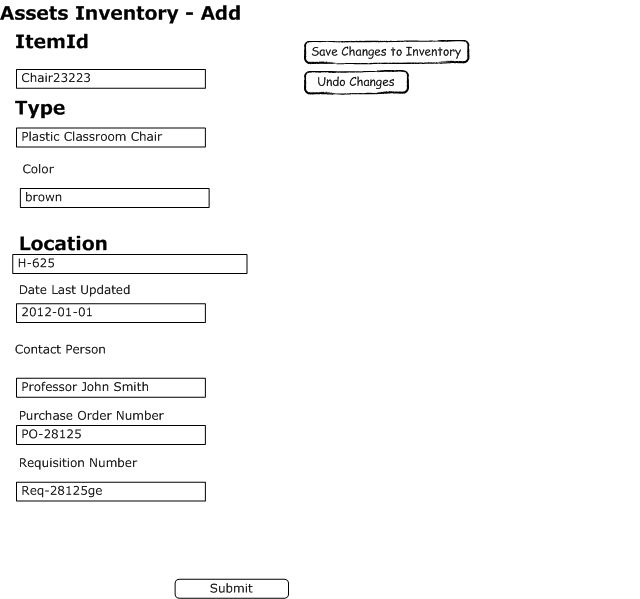 Assets Inventory - Add
ItemId
Save Changes to Inventory
Chair23223
Undo Changes
Type
Plastic Classroom Chair
Color
brown
Location
H-625
Date Last Updated
2012-01-01
Contact Person
Professor John Smith
Purchase Order Number
PO-28125
Requisition Number
Req-28125ge
Submit